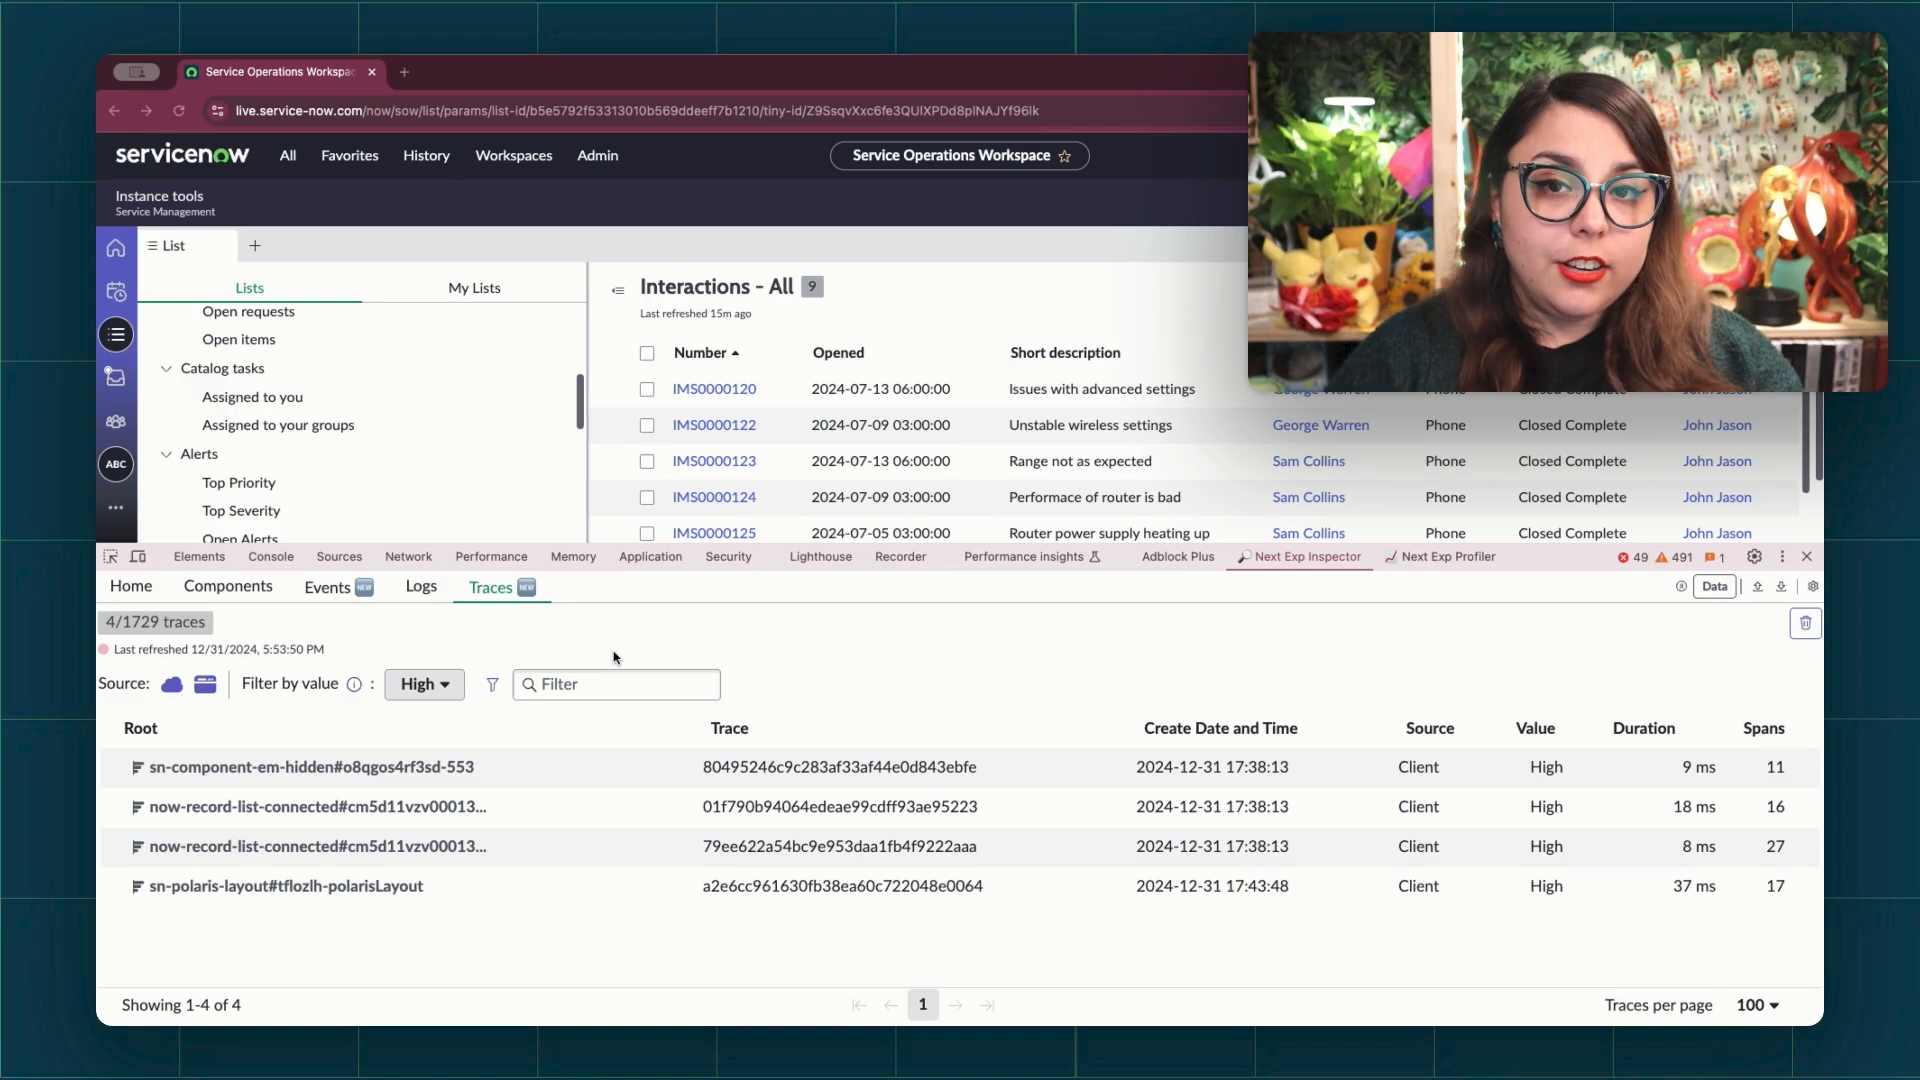 Service Operations Workspac
live.service-now.com/now/sow/list/params/list-id/b5e5792f53313010b569ddeeff7b1210/tiny-id/Z9SsqvXxc6fe3QUIXPDd8plNAJYf96lk
servicenow All Favorites History Workspaces Admin Service Operations Workspace
Instance tools
Service Management
List
Lists My Lists
Open requests
Open items
Catalog tasks
Assigned to you
Assigned to your groups
Alerts
Top Priority
Top Severity
Open Alerts
ABC
Interactions - All 9
Last refreshed 15m ago
Number Opened Short description
IMS0000120 2024-07-13 06:00:00 Issues with advanced settings George Warren Phone Closed Complete John Jason
IMS0000122 2024-07-09 03:00:00 Unstable wireless settings George Warren Phone Closed Complete John Jason
IMS0000123 2024-07-13 06:00:00 Range not as expected Sam Collins Phone Closed Complete John Jason
IMS0000124 2024-07-09 03:00:00 Performace of router is bad Sam Collins Phone Closed Complete John Jason
IMS0000125 2024-07-05 03:00:00 Router power supply heating up Sam Collins Phone Closed Complete John Jason
Elements Console Sources Network Performance Memory Application Security Lighthouse Recorder Performance insights Adblock Plus Next Exp Inspector Next Exp Profiler 49 491 1
Home Components Events NEW Logs Traces NEW Data
4/1729 traces
Last refreshed 12/31/2024, 5:53:50 PM
Source: Filter by value : High Filter
Root Trace Create Date and Time Source Value Duration Spans
sn-component-em-hidden#o8qgos4rf3sd-553 80495246c9c283af33af44e0d843ebfe 2024-12-31 17:38:13 Client High 9 ms 11
now-record-list-connected#cm5d11vzv00013... 01f790b94064edeae99cdff93ae95223 2024-12-31 17:38:13 Client High 18 ms 16
now-record-list-connected#cm5d11vzv00013... 79ee622a54bc9e953daa1fb4f9222aaa 2024-12-31 17:38:13 Client High 8 ms 27
sn-polaris-layout#tflozlh-polarisLayout a2e6cc961630fb38ea60c722048e0064 2024-12-31 17:43:48 Client High 37 ms 17
Showing 1-4 of 4 1 Traces per page 100